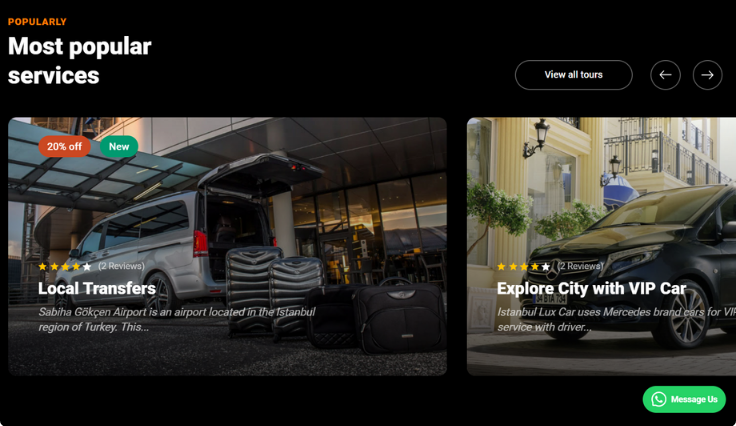 POPULARLY
Most popular
services
View all tours
20% off
New
(2 Reviews)
Local Transfers
Sabiha Gökçen Airport is an airport located in the Istanbul
region of Turkey. This...
(2 Reviews)
Explore City with VIP Car
Istanbul Lux Car uses Mercedes brand cars for VIP
service with driver...
Message Us